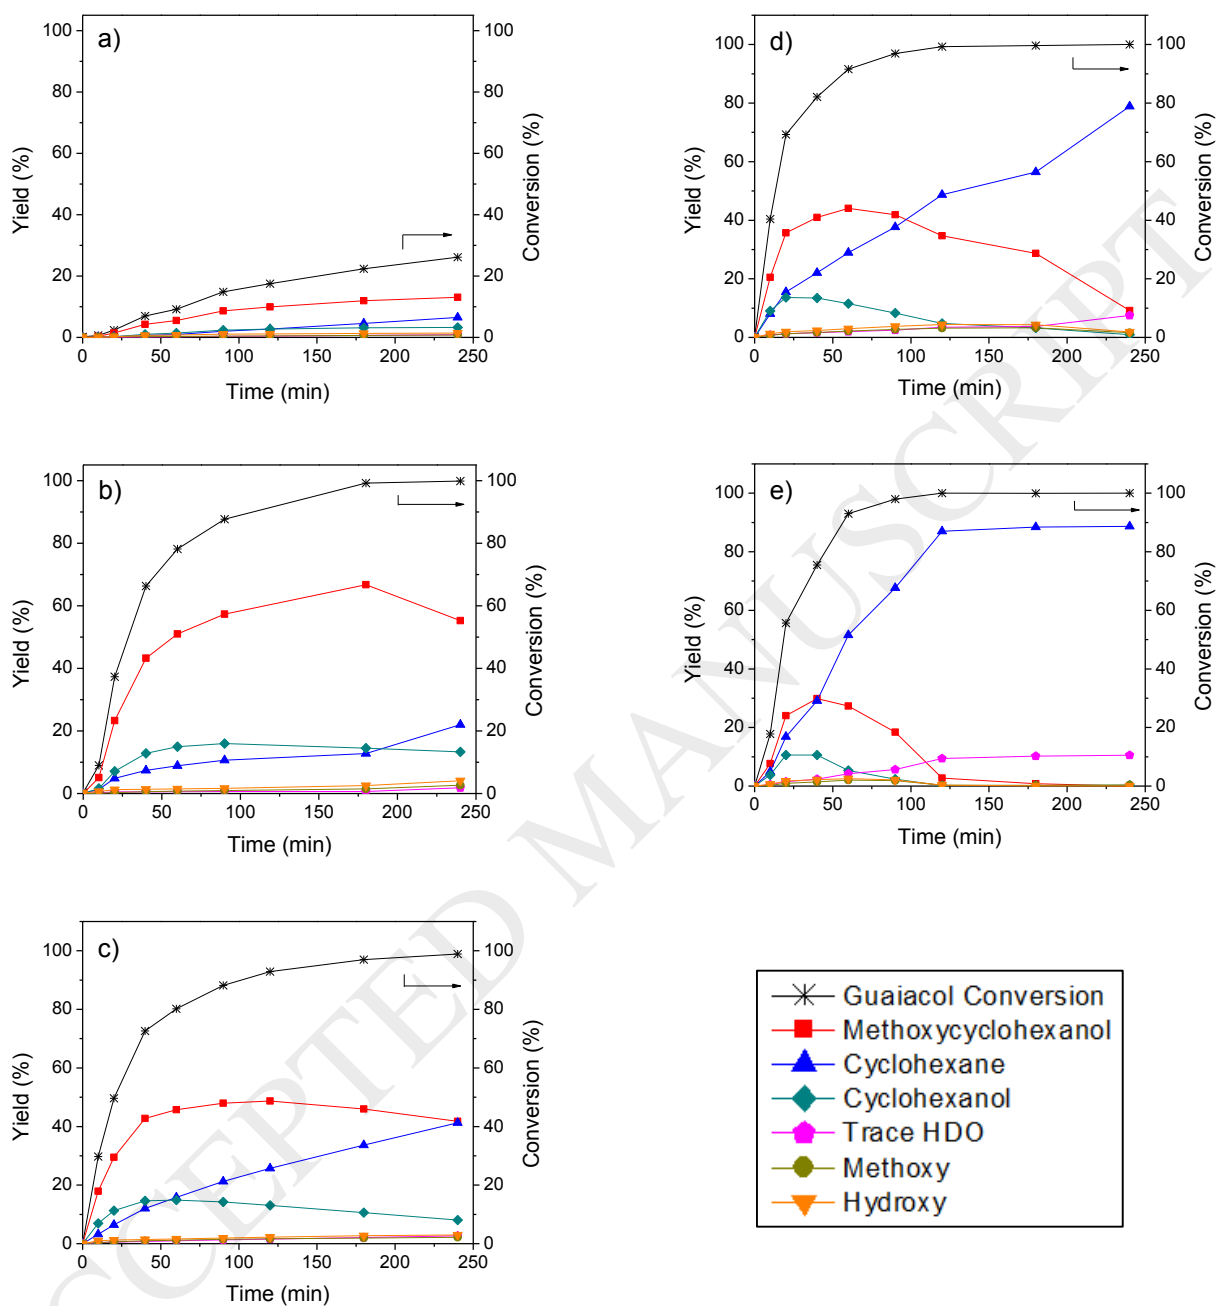 a)
100
80
60
40
20
0
Yield (%)
100
80
60
40
20
0
Conversion (%)
0 50 100 150 200 250
Time (min)
d)
100
80
60
40
20
0
Yield (%)
100
80
60
40
20
0
Conversion (%)
0 50 100 150 200 250
Time (min)
b)
100
80
60
40
20
0
Yield (%)
100
80
60
40
20
0
Conversion (%)
0 50 100 150 200 250
Time (min)
e)
100
80
60
40
20
0
Yield (%)
100
80
60
40
20
0
Conversion (%)
0 50 100 150 200 250
Time (min)
c)
100
80
60
40
20
0
Yield (%)
100
80
60
40
20
0
Conversion (%)
0 50 100 150 200 250
Time (min)
Guaiacol Conversion
Methoxycyclohexanol
Cyclohexane
Cyclohexanol
Trace HDO
Methoxy
Hydroxy
CCEPTED MANUSCRIPT